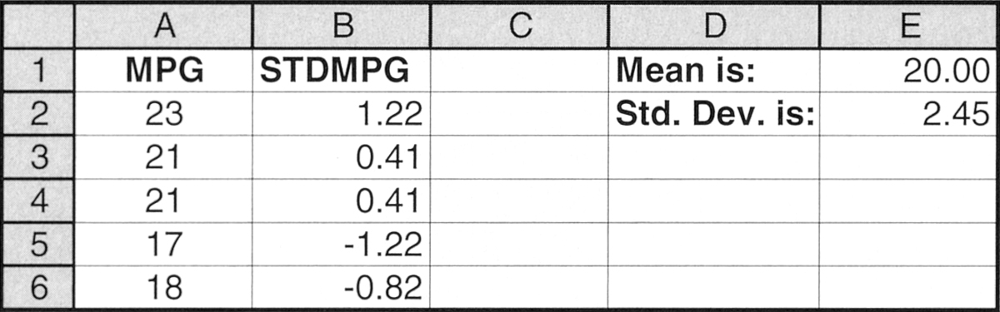 A B C D E
1 MPG STDMPG Mean is: 20.00
2 23 1.22 Std. Dev. is: 2.45
3 21 0.41
4 21 0.41
5 17 -1.22
6 18 -0.82